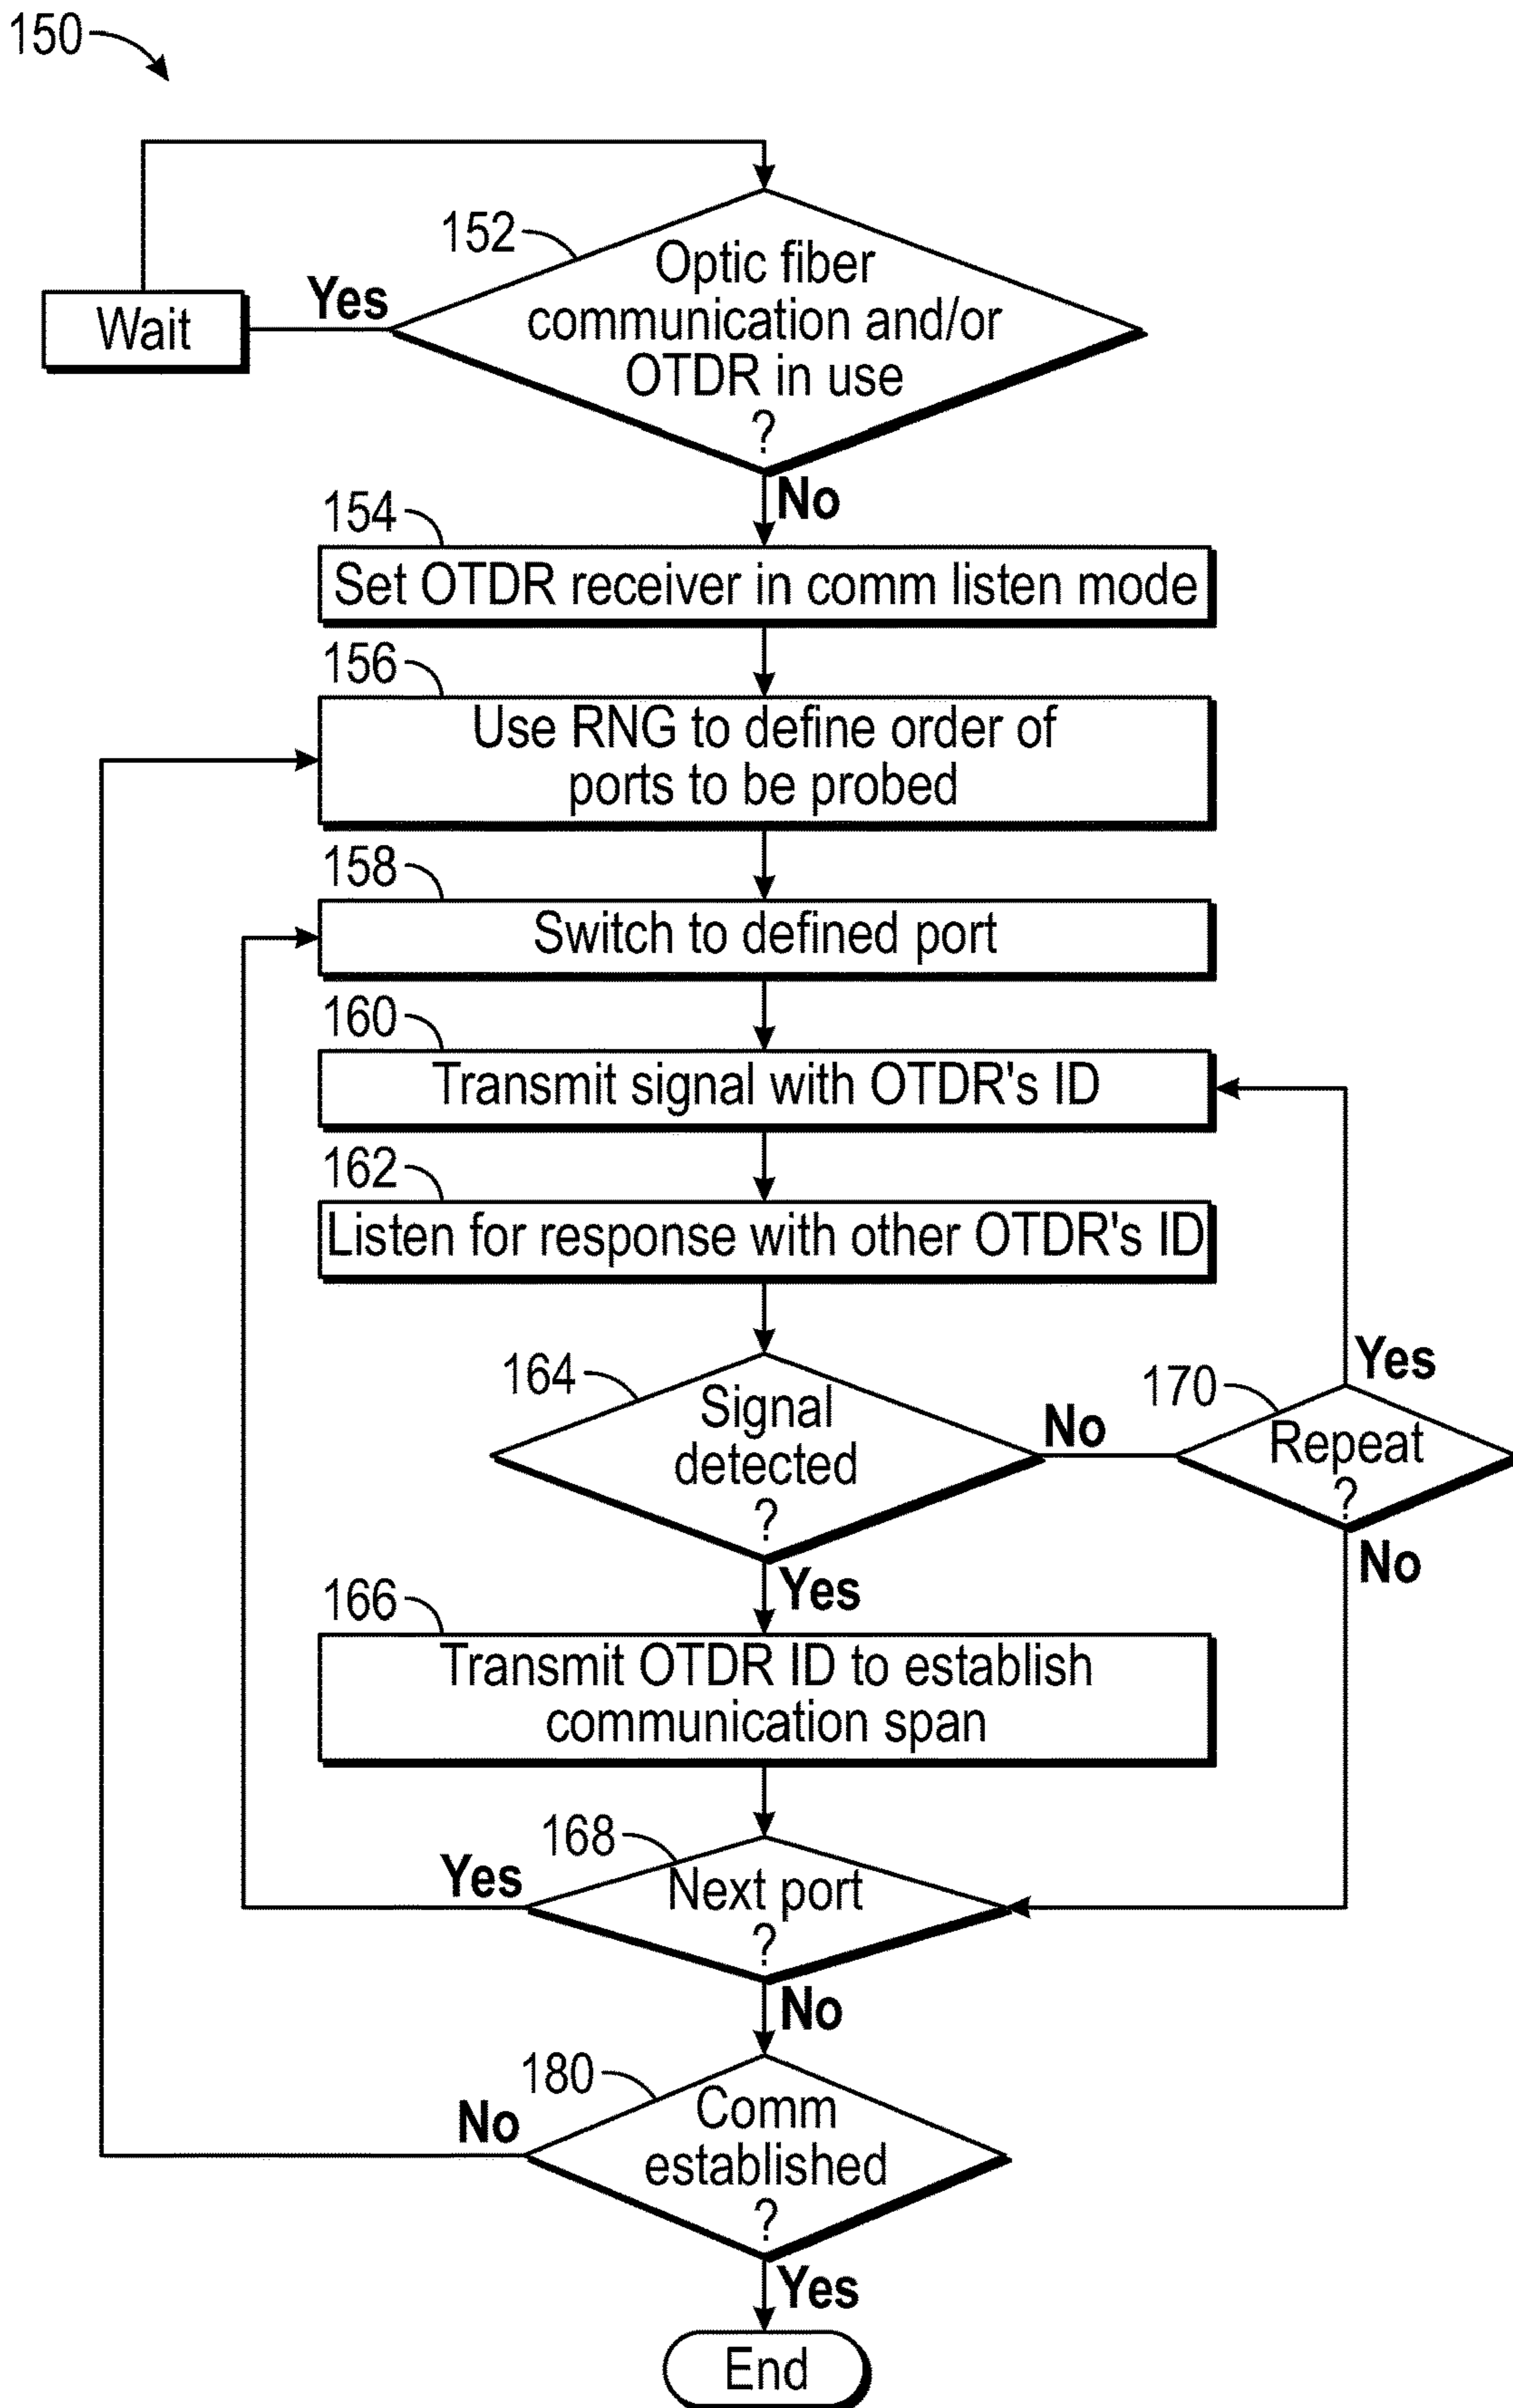 150
152
Optic fiber
communication and/or
OTDR in use
?
Yes
Wait
No
154
Set OTDR receiver in comm listen mode
156
Use RNG to define order of
ports to be probed
158
Switch to defined port
160
Transmit signal with OTDR's ID
162
Listen for response with other OTDR's ID
164
Signal
detected
?
No
170
Repeat
?
Yes
No
Yes
166
Transmit OTDR ID to establish
communication span
168
Next port
?
Yes
No
180
Comm
established
?
No
Yes
End